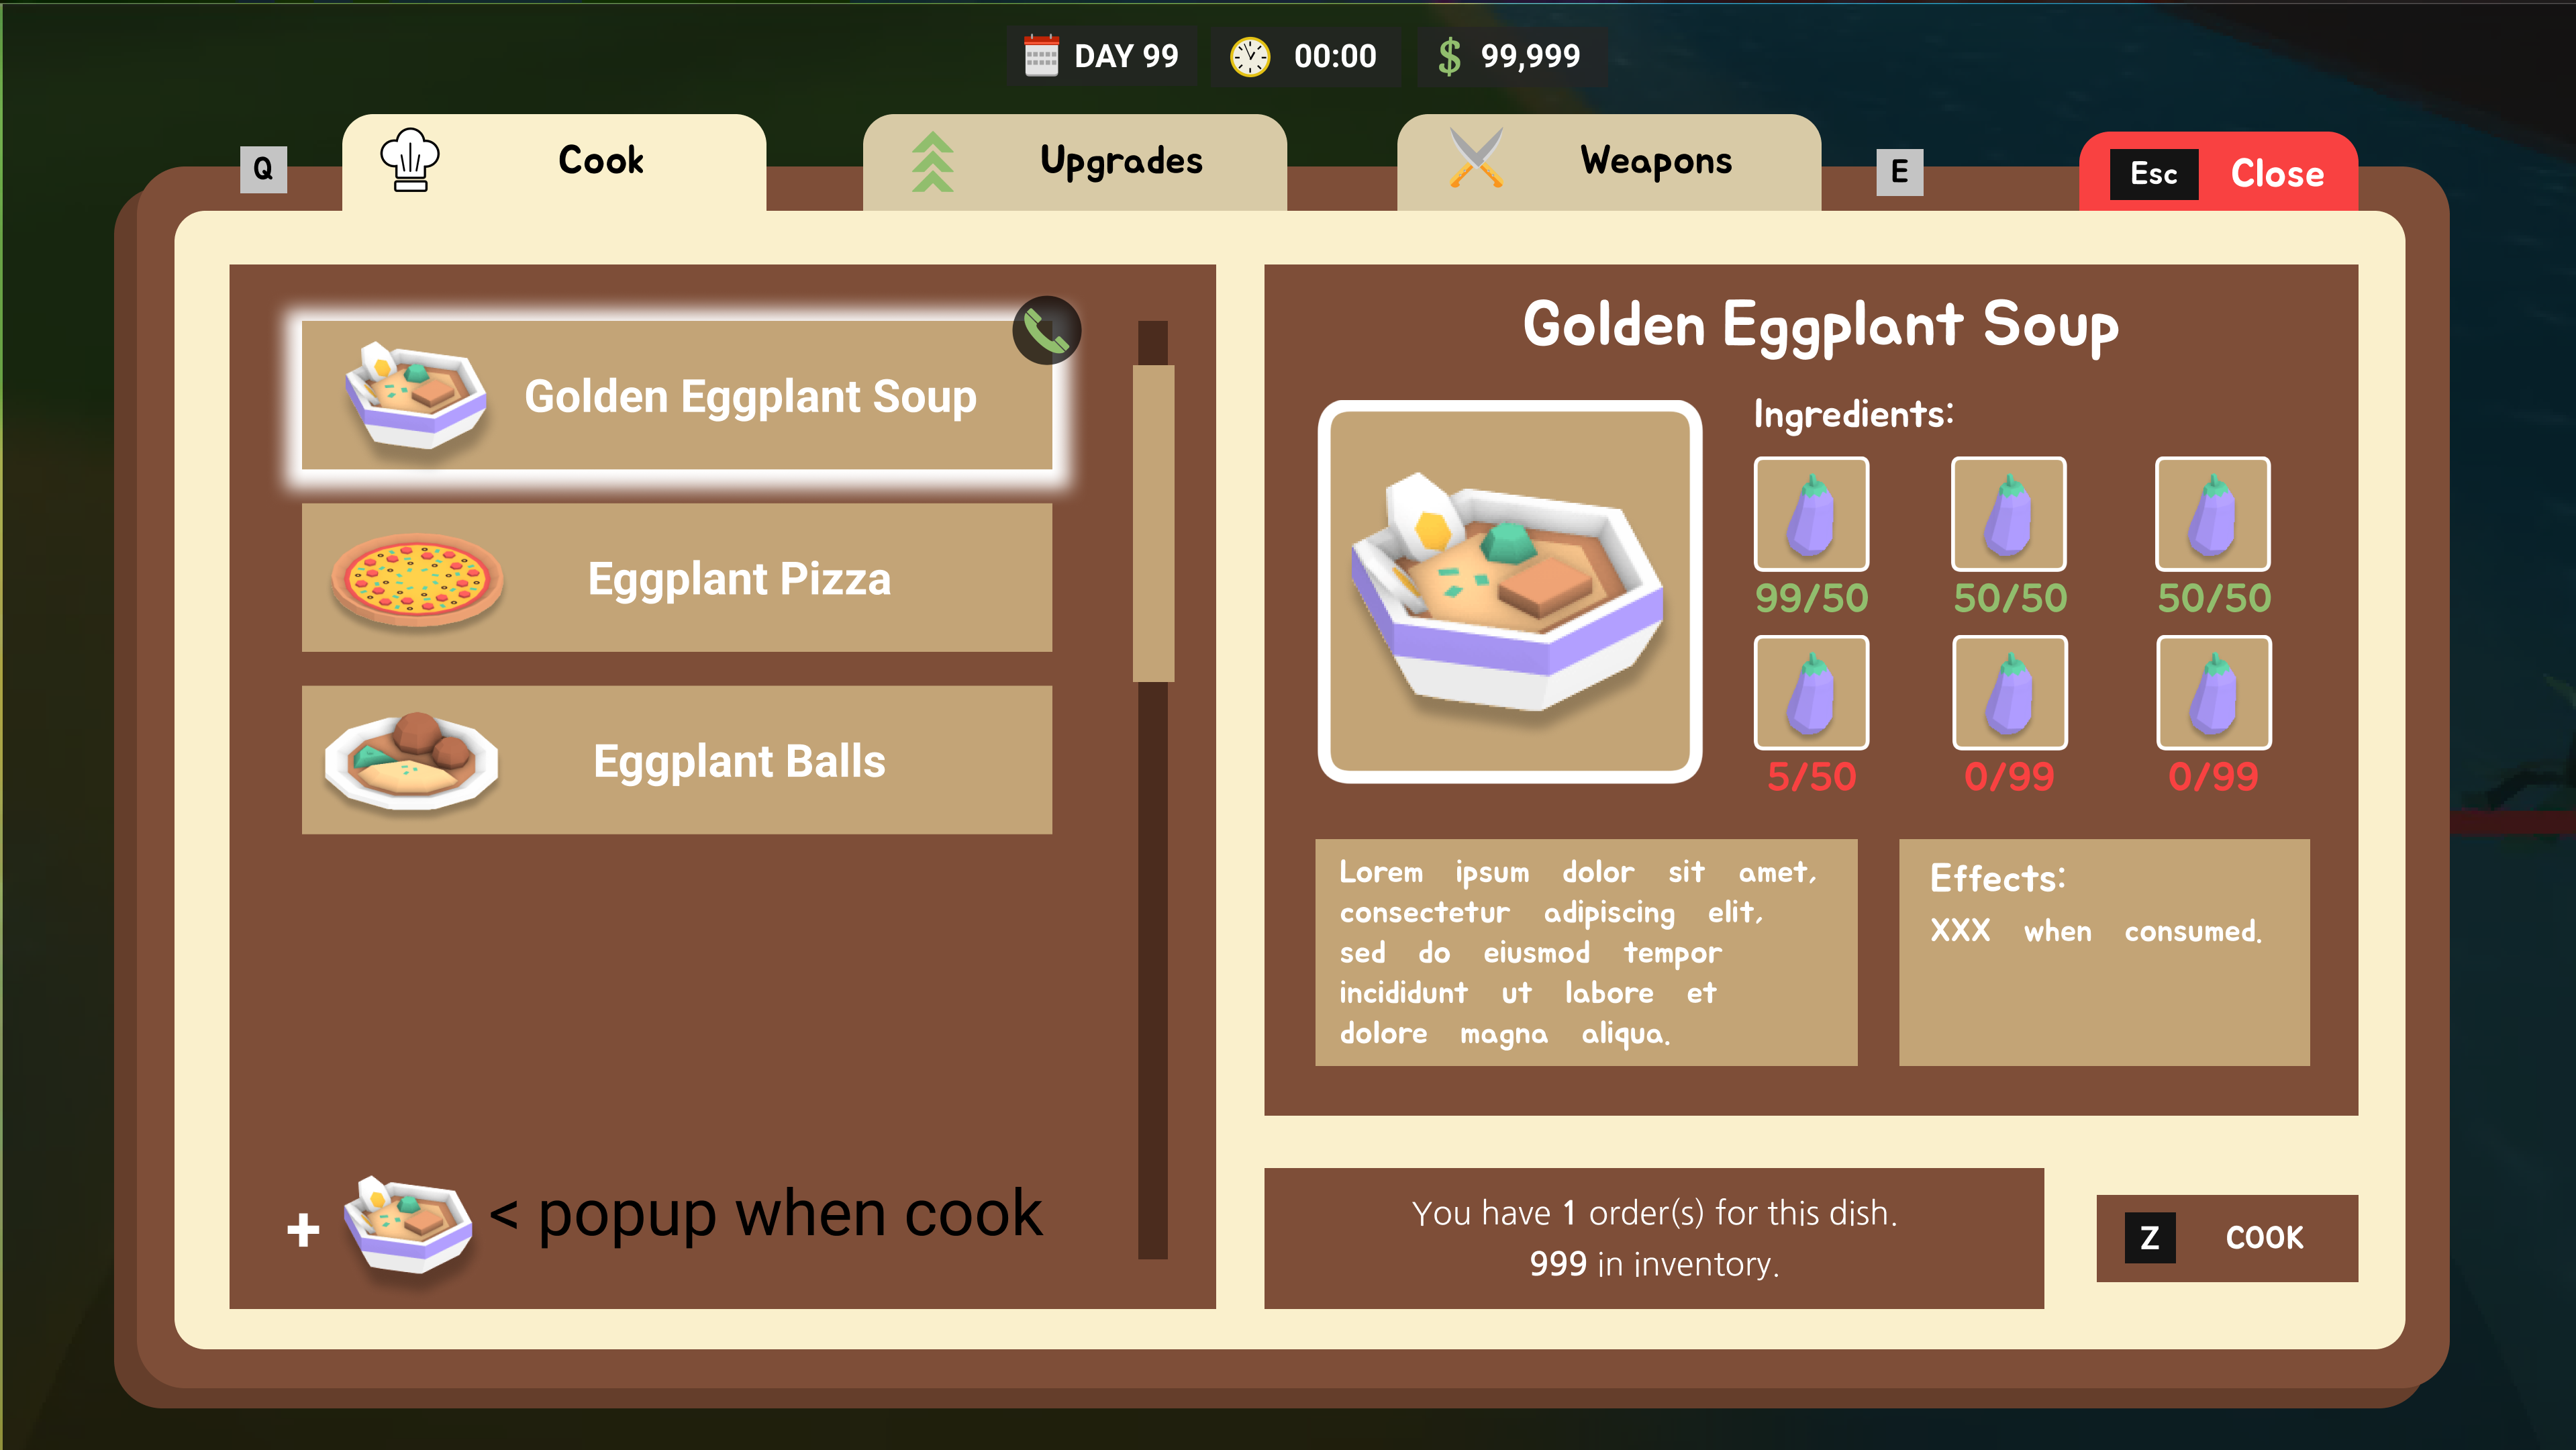 DAY 99
00:00
$ 99,999
Q
Cook
Upgrades
Weapons
E
Esc
Close
Golden Eggplant Soup
Eggplant Pizza
Eggplant Balls
+
< popup when cook
Golden Eggplant Soup
Ingredients:
99/50
50/50
50/50
5/50
0/99
0/99
Lorem ipsum dolor sit amet,
consectetur adipiscing elit,
sed do eiusmod tempor
incididunt ut labore et
dolore magna aliqua.
Effects:
XXX when consumed.
You have 1 order(s) for this dish.
999 in inventory.
Z
COOK